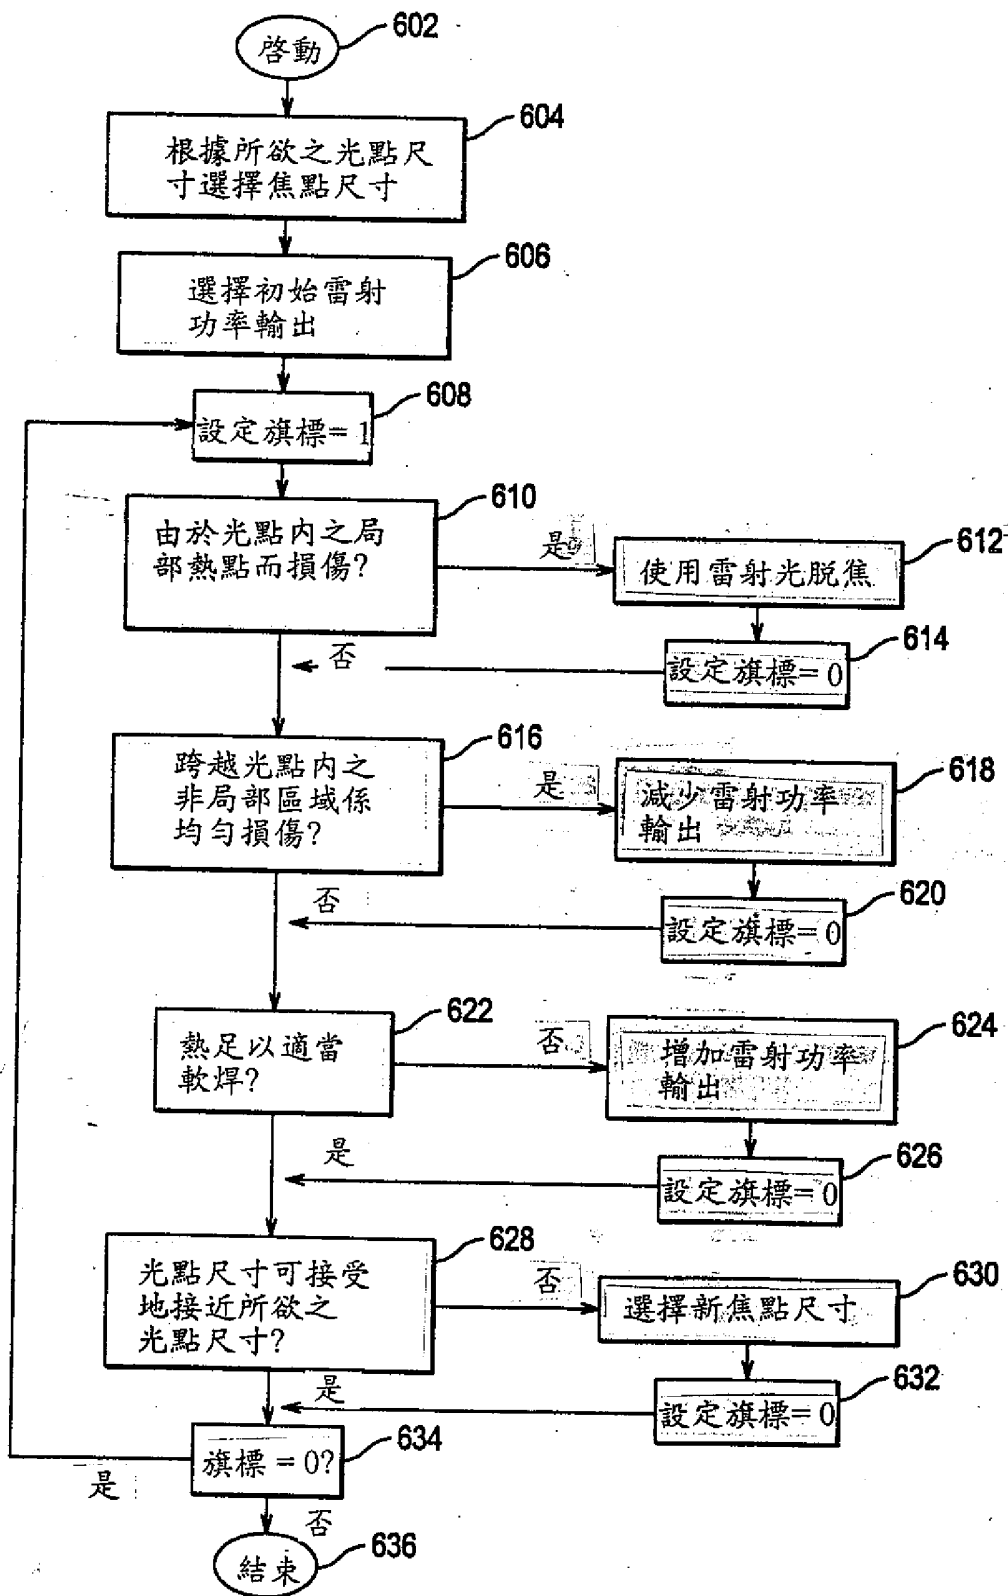 602
啓動
604
根據所欲之光點尺
寸選擇焦點尺寸
606
選擇初始雷射
功率輸出
608
設定旗標= 1
610
由於光點內之局
部熱點而損傷?
是
612
使用雷射光脫焦
614
設定旗標= 0
否
616
跨越光點內之
非局部區域係
均勻損傷?
是
618
減少雷射功率
輸出
620
設定旗標= 0
否
622
熱足以適當
軟焊?
否
624
增加雷射功率
輸出
626
設定旗標= 0
是
628
光點尺寸可接受
地接近所欲之
光點尺寸?
否
630
選擇新焦點尺寸
632
設定旗標= 0
是
634
旗標 = 0?
是
否
636
結束